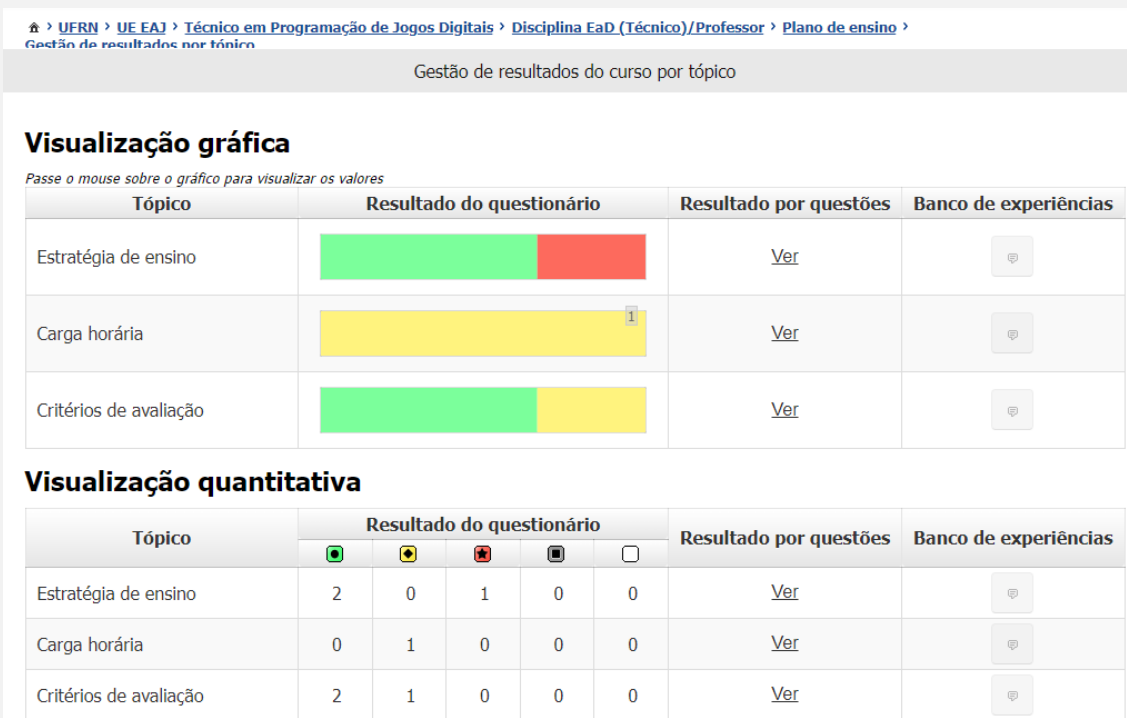 › UFRN › UE EAJ › Técnico em Programação de Jogos Digitais › Disciplina EaD (Técnico)/Professor › Plano de ensino ›
Gestão de resultados por tópico
Gestão de resultados do curso por tópico
Visualização gráfica
Passe o mouse sobre o gráfico para visualizar os valores
Tópico Resultado do questionário Resultado por questões Banco de experiências
Estratégia de ensino Ver
Carga horária 1 Ver
Critérios de avaliação Ver
Visualização quantitativa
Tópico Resultado do questionário Resultado por questões Banco de experiências
Estratégia de ensino 2 0 1 0 0 Ver
Carga horária 0 1 0 0 0 Ver
Critérios de avaliação 2 1 0 0 0 Ver